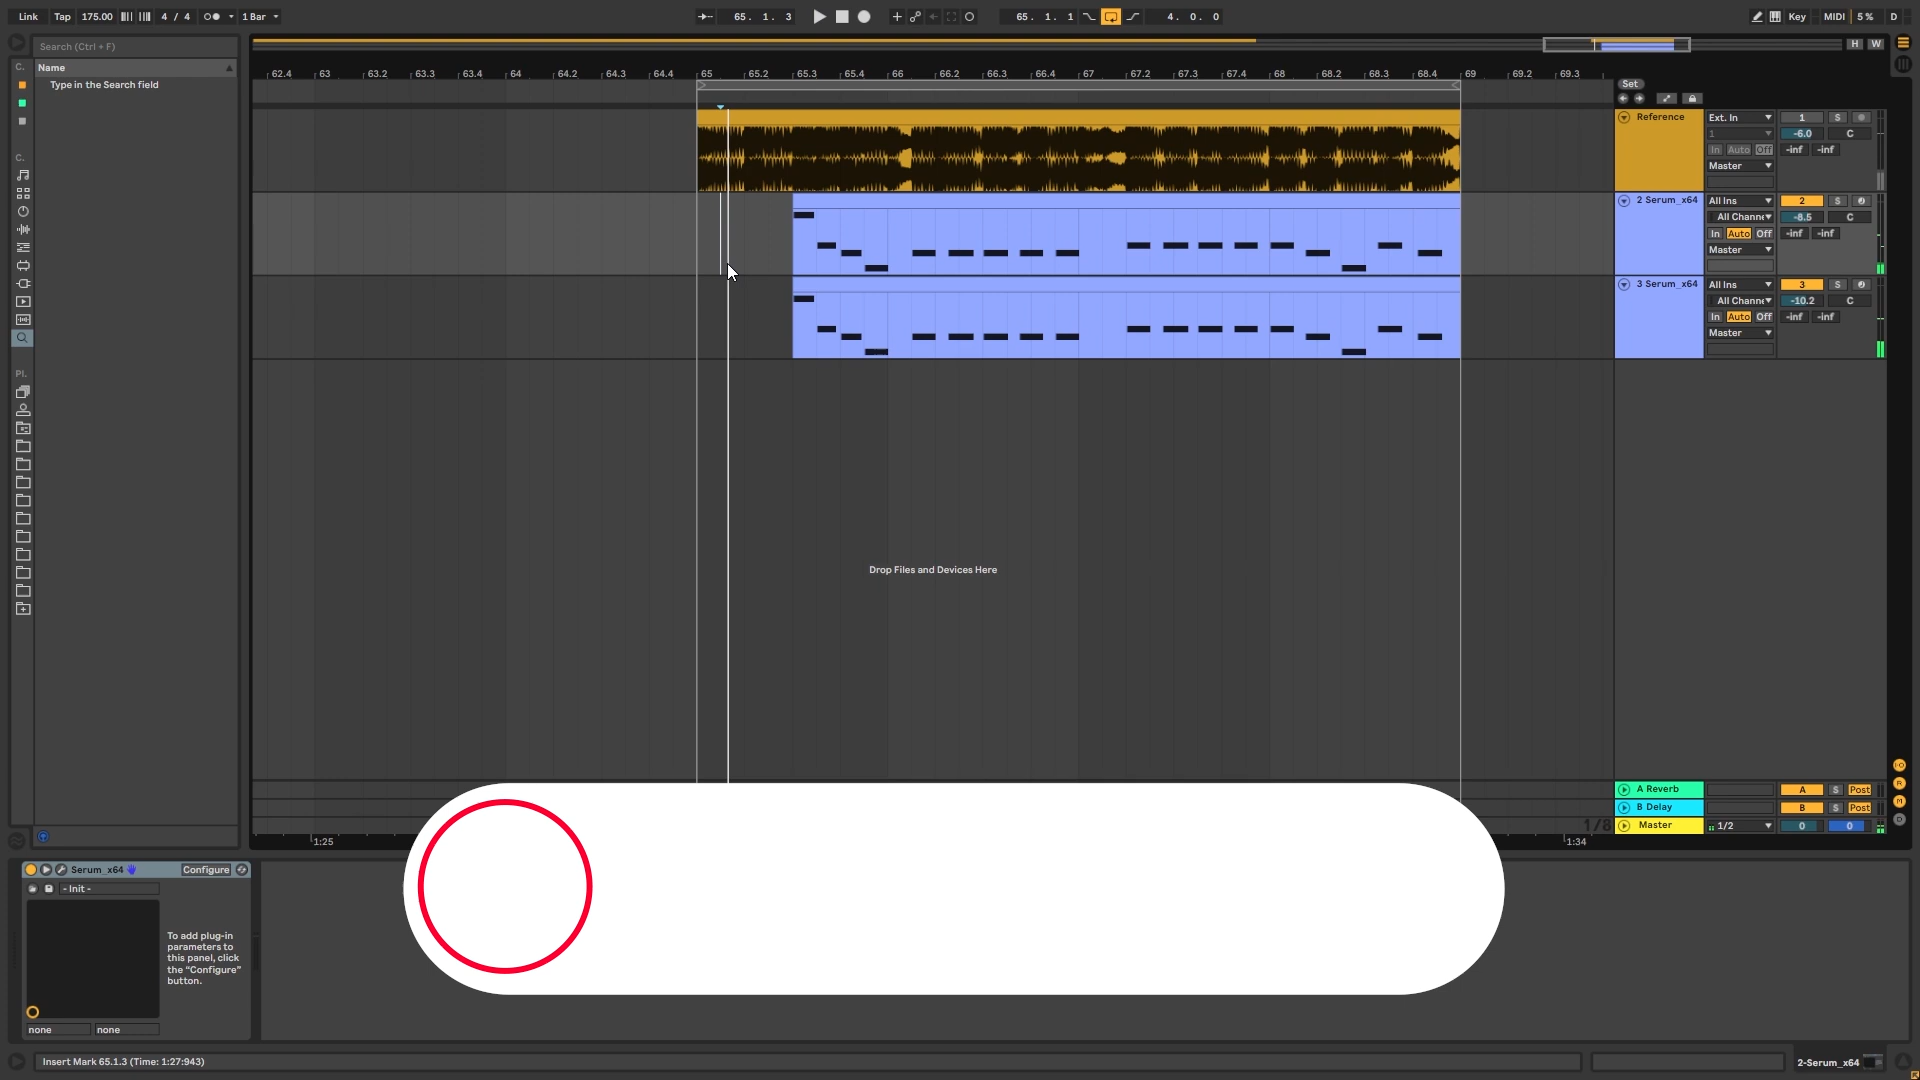 Link Tap 175.00 4 / 4 1 Bar 65. 1. 3 65. 1. 1 4. 0. 0 Key MIDI 5 % D
Search (Ctrl + F)
H W
C. Name
Type in the Search field
62.4 63 63.2 63.3 63.4 64 64.2 64.3 64.4 65 65.2 65.3 65.4 66 66.2 66.3 66.4 67 67.2 67.3 67.4 68 68.2 68.3 68.4 69 69.2 69.3
Set
Reference Ext. In 1 S
1 -6.0 C
In Auto Off -inf -inf
Master
C.
2 Serum_x64 All Ins 2 S
All Channe -8.5 C
In Auto Off -inf -inf
Master
3 Serum_x64 All Ins 3 S
All Channe -10.2 C
In Auto Off -inf -inf
Master
Pl.
Drop Files and Devices Here
A Reverb A S Post
B Delay B S Post
1/8 Master 1/2 0 0
I·O
R
M
D
1:25 1:34
Serum_x64 Configure
- Init -
To add plug-in
parameters to
this panel, click
the “Configure”
button.
none none
Insert Mark 65.1.3 (Time: 1:27:943) 2-Serum_x64
K